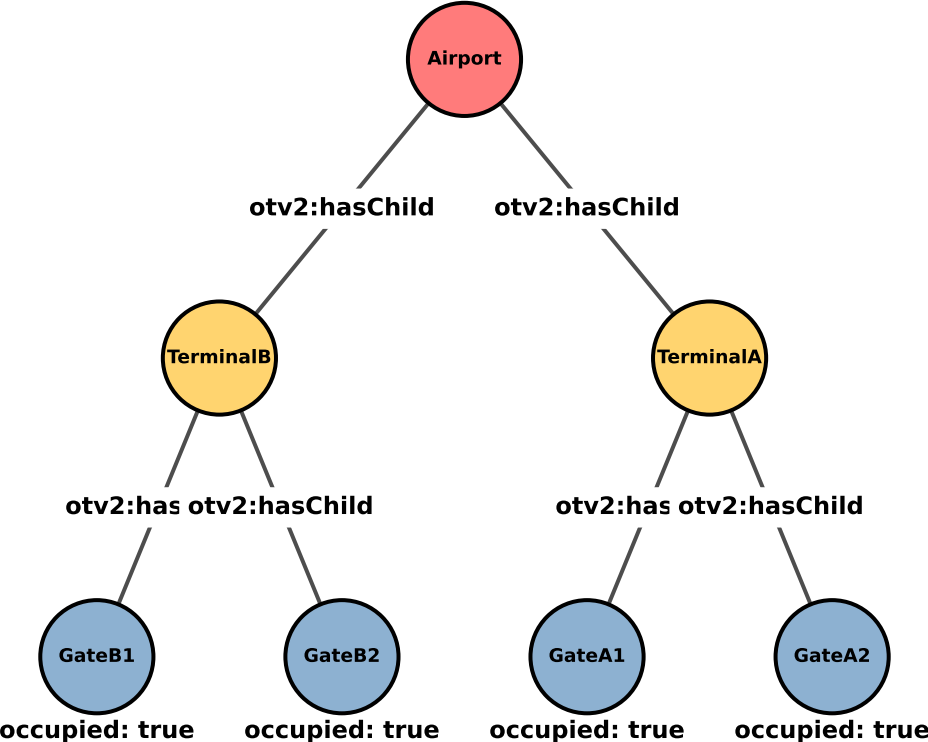 Airport
otv2:hasChild otv2:hasChild
TerminalB TerminalA
otv2:has otv2:hasChild otv2:has otv2:hasChild
GateB1 GateB2 GateA1 GateA2
occupied: true occupied: true occupied: true occupied: true